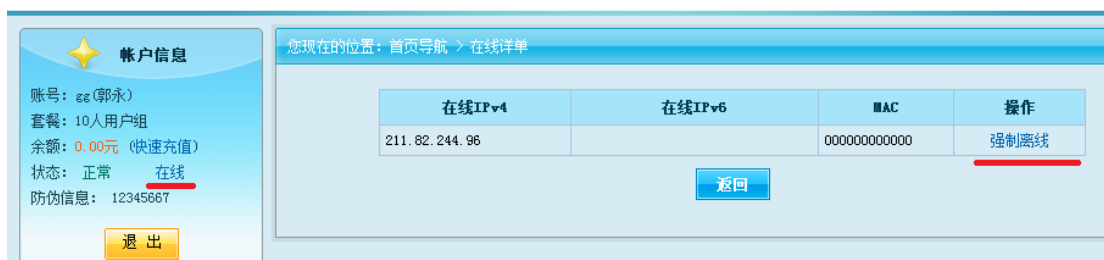 帐户信息
账号：gg(郭永)
套餐：10人用户组
余额：0.00元 (快速充值)
状态： 正常 在线
防伪信息： 12345667
退 出
您现在的位置：首页导航 > 在线详单
在线IPv4 在线IPv6 MAC 操作
211.82.244.96 000000000000 强制离线
返回